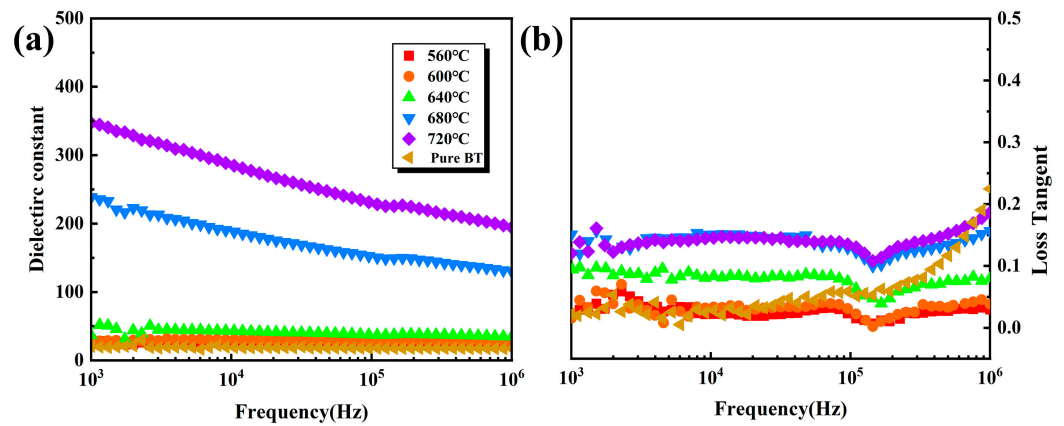 (a)
500
400
300
200
100
0
Dielectirc constant
560°C
600°C
640°C
680°C
720°C
Pure BT
10³
10⁴
10⁵
10⁶
Frequency(Hz)
(b)
0.5
0.4
0.3
0.2
0.1
0.0
Loss Tangent
10³
10⁴
10⁵
10⁶
Frequency(Hz)